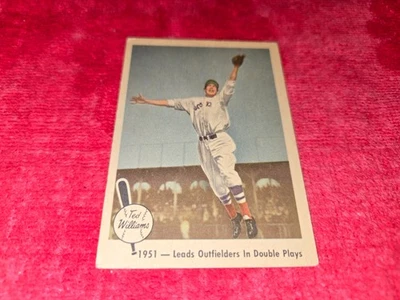 Ted
Williams
1951 — Leads Outfielders In Double Plays